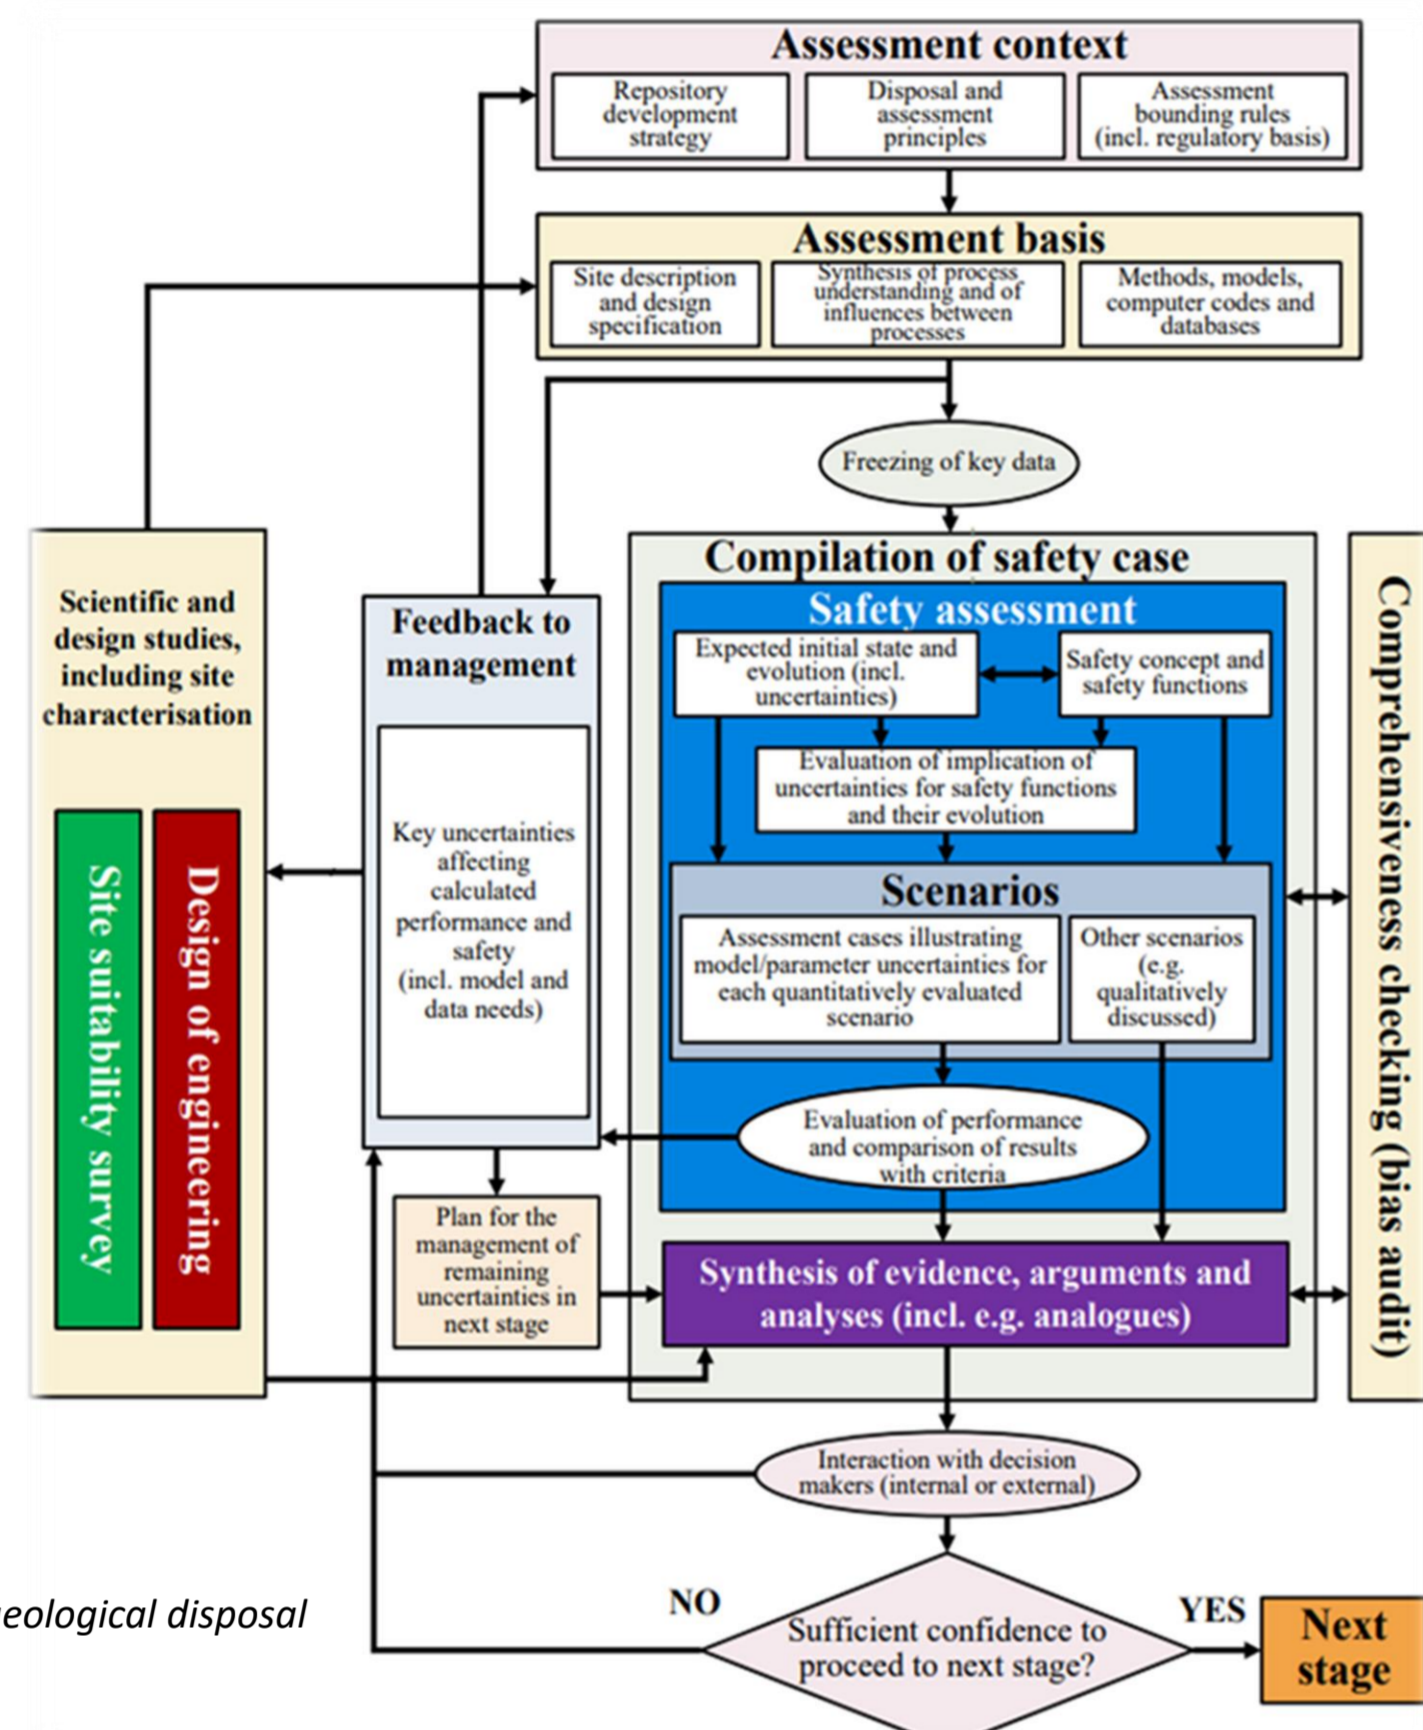 Assessment context
Repository
development
strategy
Disposal and
assessment
principles
Assessment
bounding rules
(incl. regulatory basis)
Assessment basis
Site description
and design
specification
Synthesis of process
understanding and of
influences between
processes
Methods, models,
computer codes and
databases
Freezing of key data
Scientific and
design studies,
including site
characterisation
Site suitability survey
Design of engineering
Feedback to
management
Key uncertainties
affecting
calculated
performance and
safety
(incl. model and
data needs)
Plan for the
management of
remaining
uncertainties in
next stage
Compilation of safety case
Safety assessment
Expected initial state and
evolution (incl.
uncertainties)
Safety concept and
safety functions
Evaluation of implication of
uncertainties for safety functions
and their evolution
Scenarios
Assessment cases illustrating
model/parameter uncertainties for
each quantitatively evaluated
scenario
Other scenarios
(e.g.
qualitatively
discussed)
Evaluation of performance
and comparison of results
with criteria
Synthesis of evidence, arguments and
analyses (incl. e.g. analogues)
Comprehensiveness checking (bias audit)
Interaction with decision
makers (internal or external)
NO
Sufficient confidence to
proceed to next stage?
YES
Next
stage
eological disposal